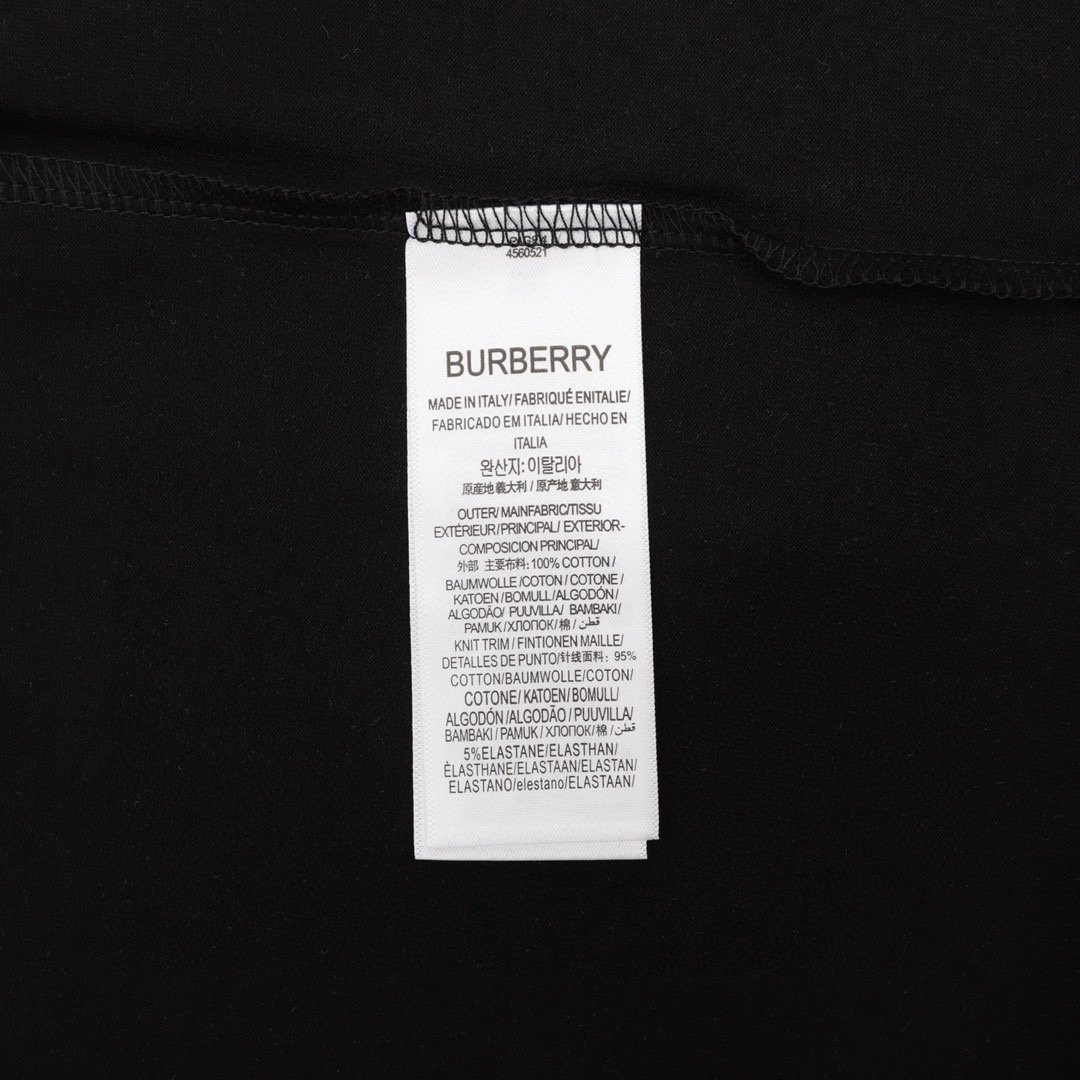 4560521
BURBERRY
MADE IN ITALY/ FABRIQUÉ ENITALIE/
FABRICADO EM ITALIA/ HECHO EN
ITALIA
완산지: 이탈리아
原産地 義大利 / 原产地 意大利
OUTER/ MAINFABRIC/TISSU
EXTÉRIEUR/PRINCIPAL/ EXTERIOR-
COMPOSICION PRINCIPAL/
外部 主要布料: 100% COTTON/
BAUMWOLLE /COTON / COTONE/
KATOEN/BOMULL/ALGODÓN/
ALGODÃO/ PUUVILLA/ BAMBAKI/
PAMUK / ХЛОПОК/棉 / قطن
KNIT TRIM / FINTIONEN MAILLE/
DETALLES DE PUNTO/针线面料: 95%
COTTON/BAUMWOLLE/COTON/
COTONE/ KATOEN/BOMULL/
ALGODÓN /ALGODÃO / PUUVILLA/
BAMBAKI / PAMUK / ХЛОПОК/棉/ قطن/
5%ELASTANE/ELASTHAN/
ÈLASTHANE/ELASTAAN/ELASTAN/
ELASTANO/elestano/ELASTAAN/